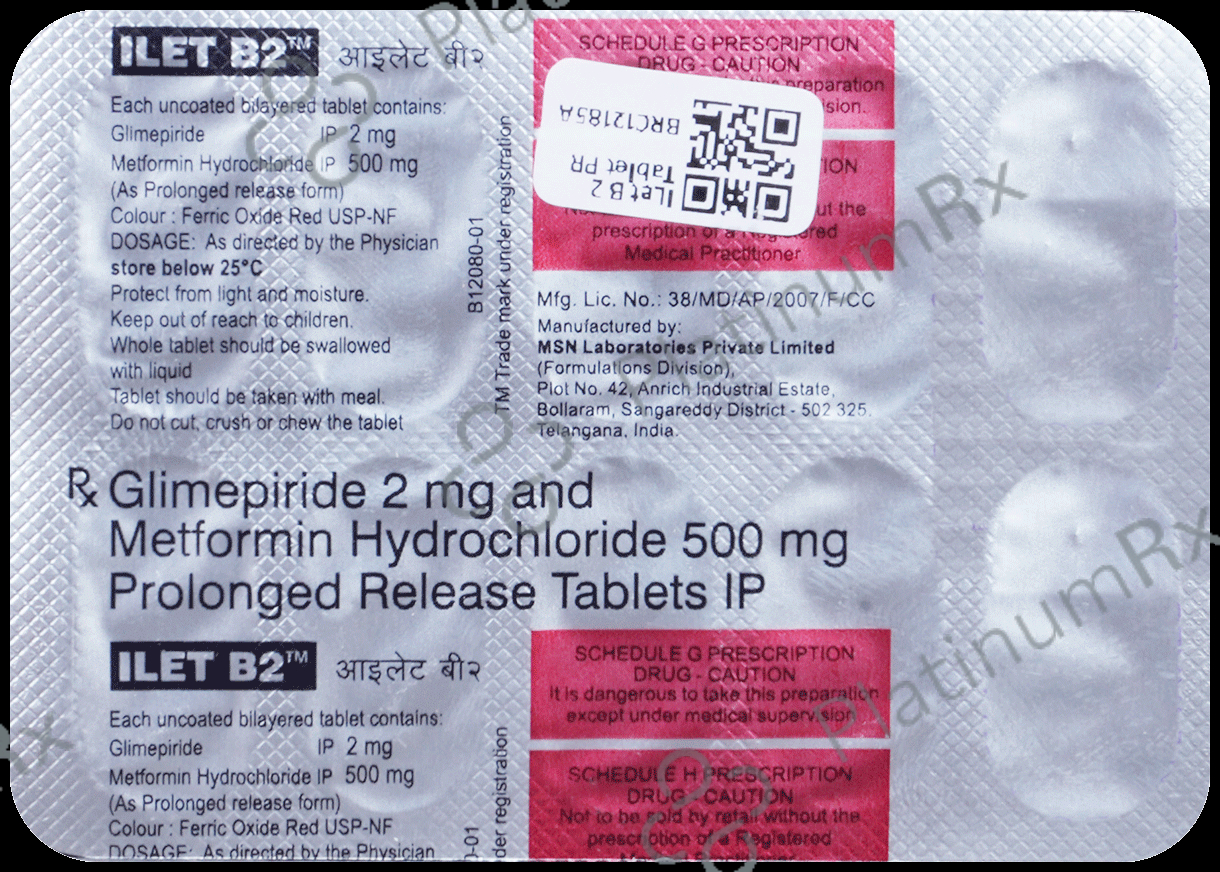 ILET B2™ आइलेट बी२
Each uncoated bilayered tablet contains:
Glimepiride IP 2 mg
Metformin Hydrochloride IP 500 mg
(As Prolonged release form)
Colour : Ferric Oxide Red USP-NF
DOSAGE: As directed by the Physician
store below 25°C
Protect from light and moisture.
Keep out of reach to children.
Whole tablet should be swallowed
with liquid
Tablet should be taken with meal.
Do not cut, crush or chew the tablet
B12080-01
TM Trade mark under registration
SCHEDULE G PRESCRIPTION
DRUG - CAUTION
preparation
sion.
ILet B 2
Tablet PR
BRC12185A
ION
ut the
prescription of a Registered
Medical Practitioner
Mfg. Lic. No.: 38/MD/AP/2007/F/CC
Manufactured by:
MSN Laboratories Private Limited
(Formulations Division),
Plot No. 42, Anrich Industrial Estate,
Bollaram, Sangareddy District - 502 325.
Telangana, India.
Rx Glimepiride 2 mg and
Metformin Hydrochloride 500 mg
Prolonged Release Tablets IP
ILET B2™ आइलेट बी२
Each uncoated bilayered tablet contains:
Glimepiride IP 2 mg
Metformin Hydrochloride IP 500 mg
(As Prolonged release form)
Colour : Ferric Oxide Red USP-NF
DOSAGE: As directed by the Physician
-01
der registration
SCHEDULE G PRESCRIPTION
DRUG - CAUTION
It is dangerous to take this preparation
except under medical supervision.
SCHEDULE H PRESCRIPTION
DRUG - CAUTION
Not to be sold by retail without the
prescription of a Registered
PlatinumRx
PlatinumRx
Rx